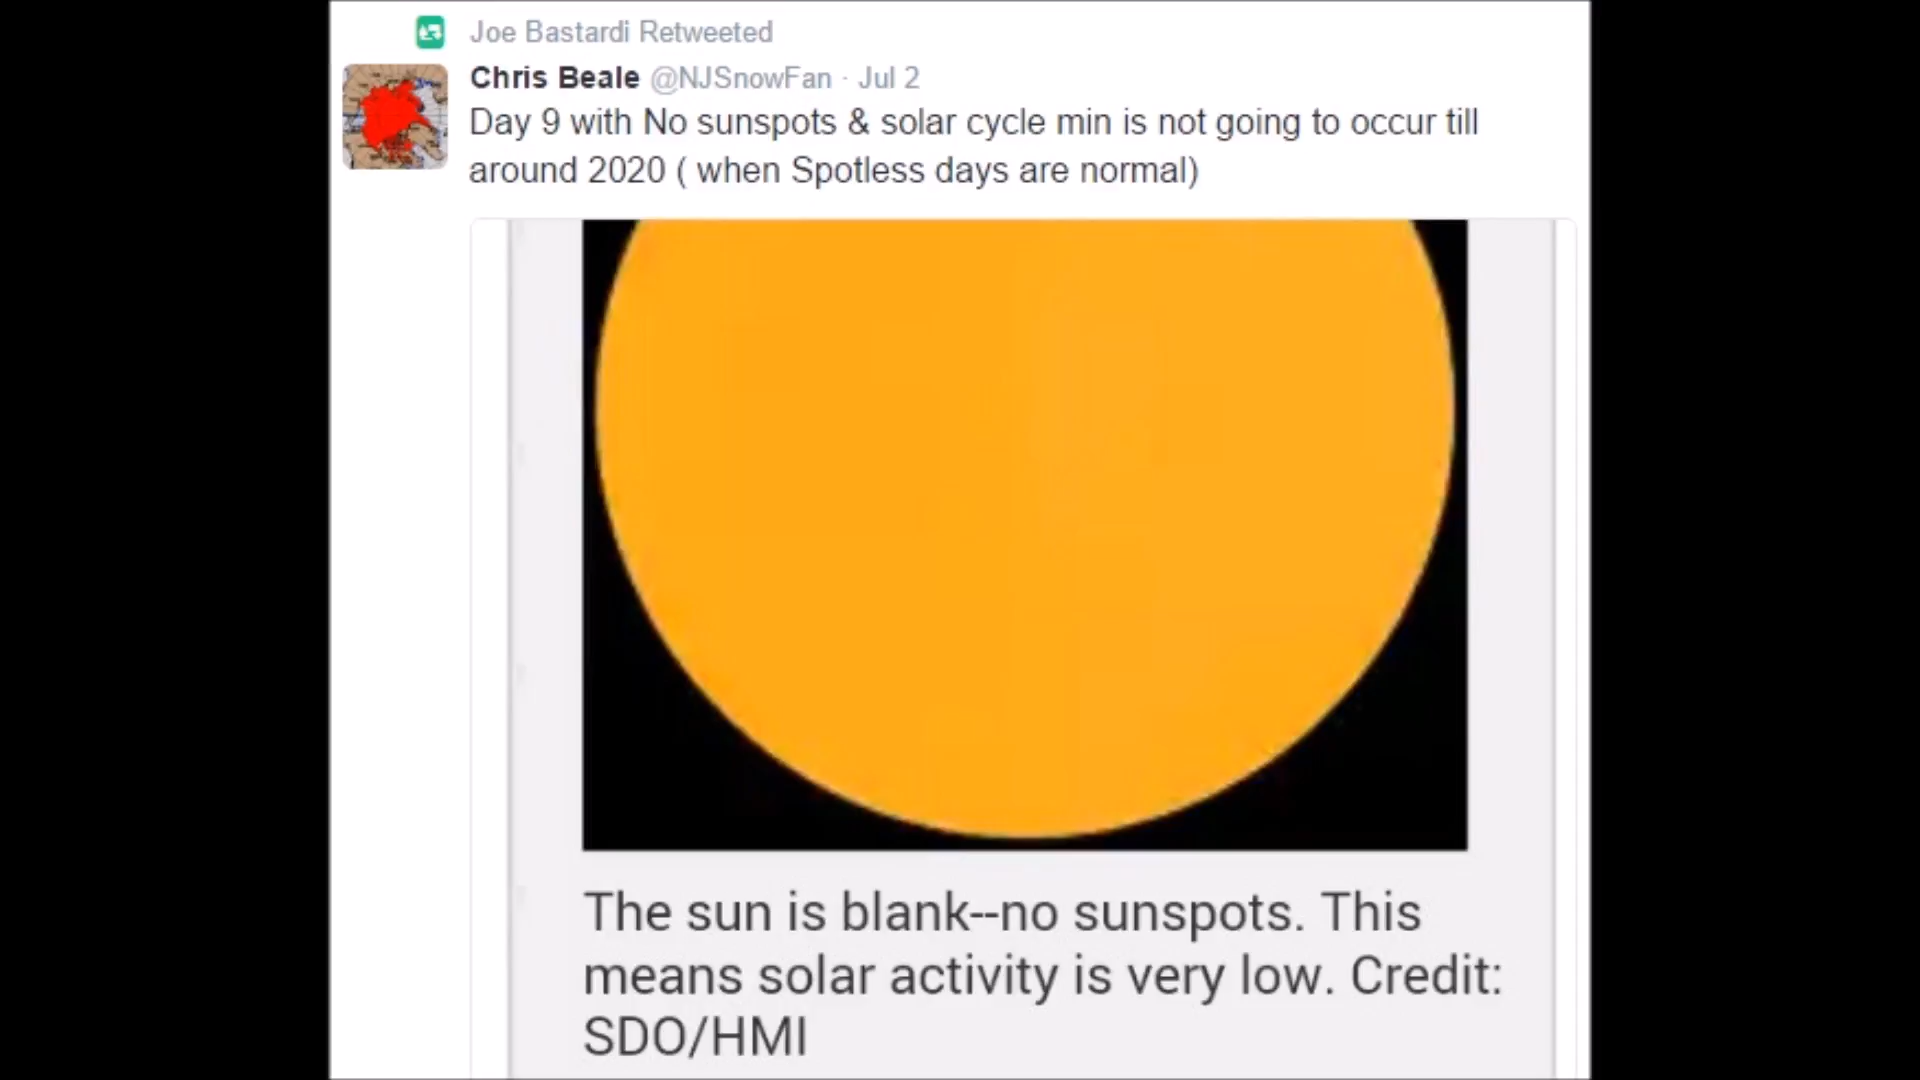 Joe Bastardi Retweeted
Chris Beale @NJSnowFan · Jul 2
Day 9 with No sunspots & solar cycle min is not going to occur till
around 2020 ( when Spotless days are normal)
The sun is blank--no sunspots. This
means solar activity is very low. Credit:
SDO/HMI